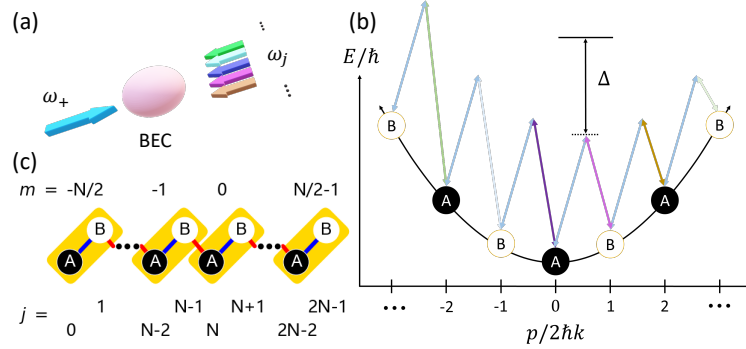 (a)
ω₊
BEC
ωⱼ
(b)
E/ħ
Δ
B
B
A
A
B
B
A
... -2 -1 0 1 2 ...
p/2ħk
(c)
m = -N/2 -1 0 N/2-1
B B B B
A A A A
1 N-1 N+1 2N-1
j =
0 N-2 N 2N-2